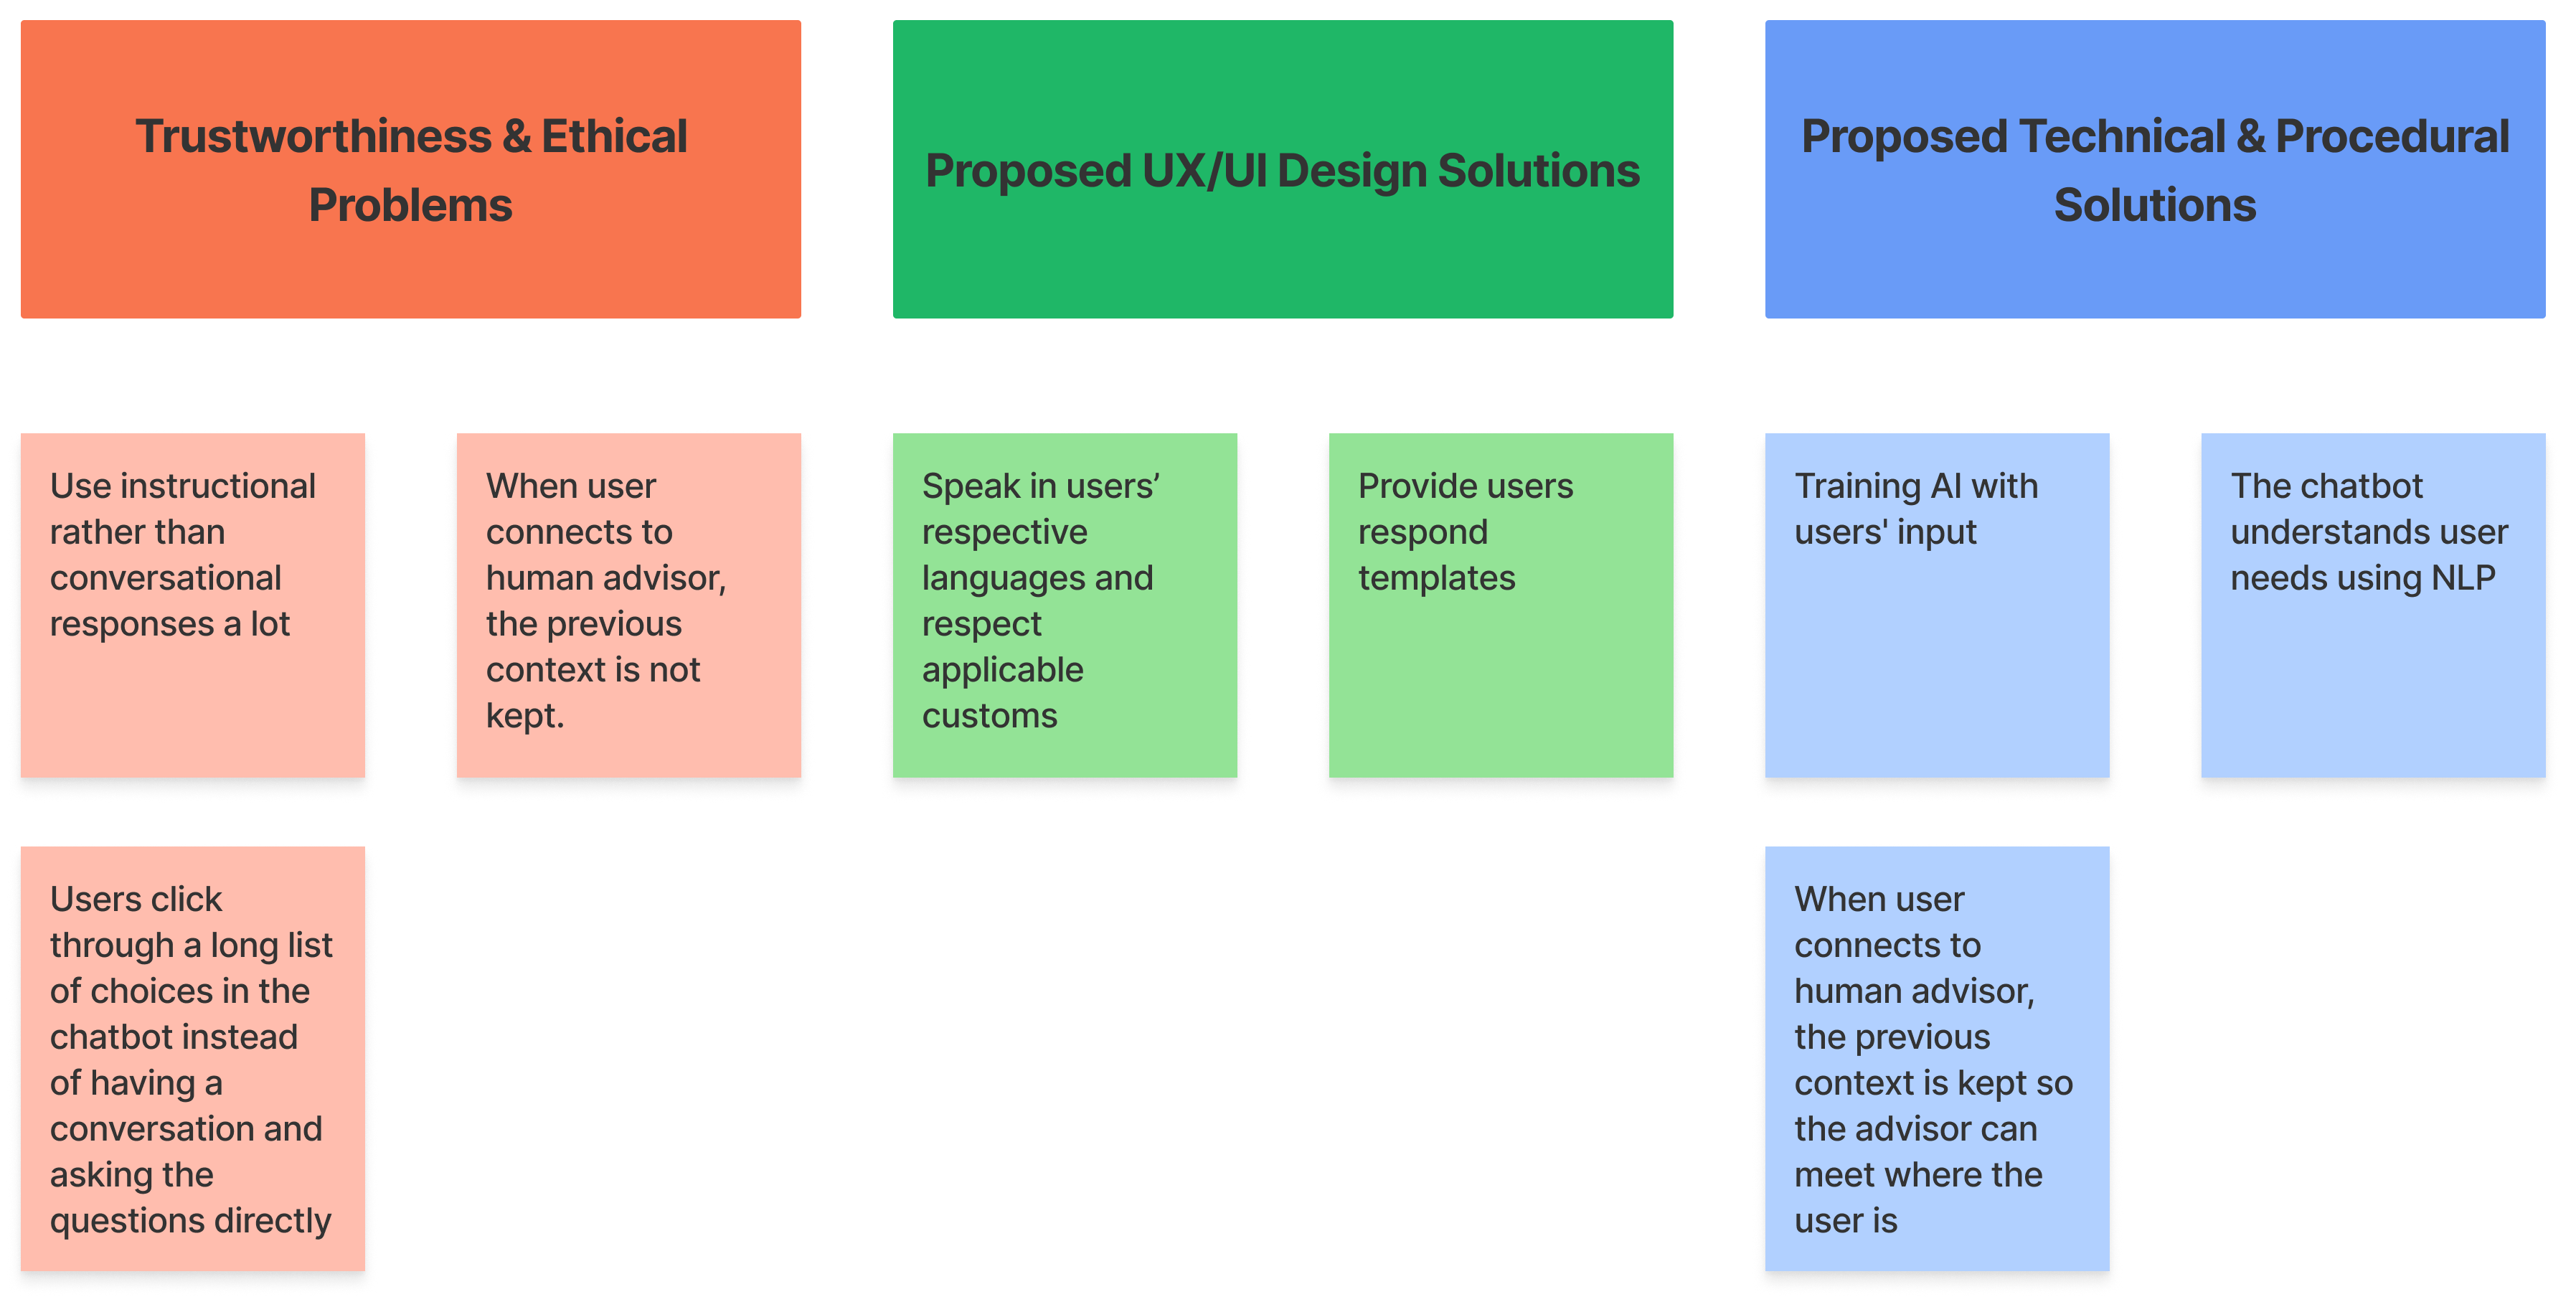 Trustworthiness & Ethical
Problems
Proposed UX/UI Design Solutions
Proposed Technical & Procedural
Solutions
Use instructional
rather than
conversational
responses a lot
When user
connects to
human advisor,
the previous
context is not
kept.
Speak in users’
respective
languages and
respect
applicable
customs
Provide users
respond
templates
Training AI with
users' input
The chatbot
understands user
needs using NLP
Users click
through a long list
of choices in the
chatbot instead
of having a
conversation and
asking the
questions directly
When user
connects to
human advisor,
the previous
context is kept so
the advisor can
meet where the
user is